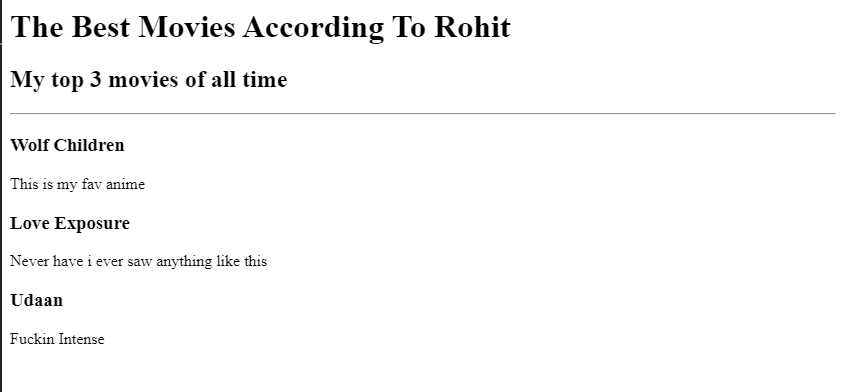 The Best Movies According To Rohit
My top 3 movies of all time
Wolf Children
This is my fav anime
Love Exposure
Never have i ever saw anything like this
Udaan
Fuckin Intense